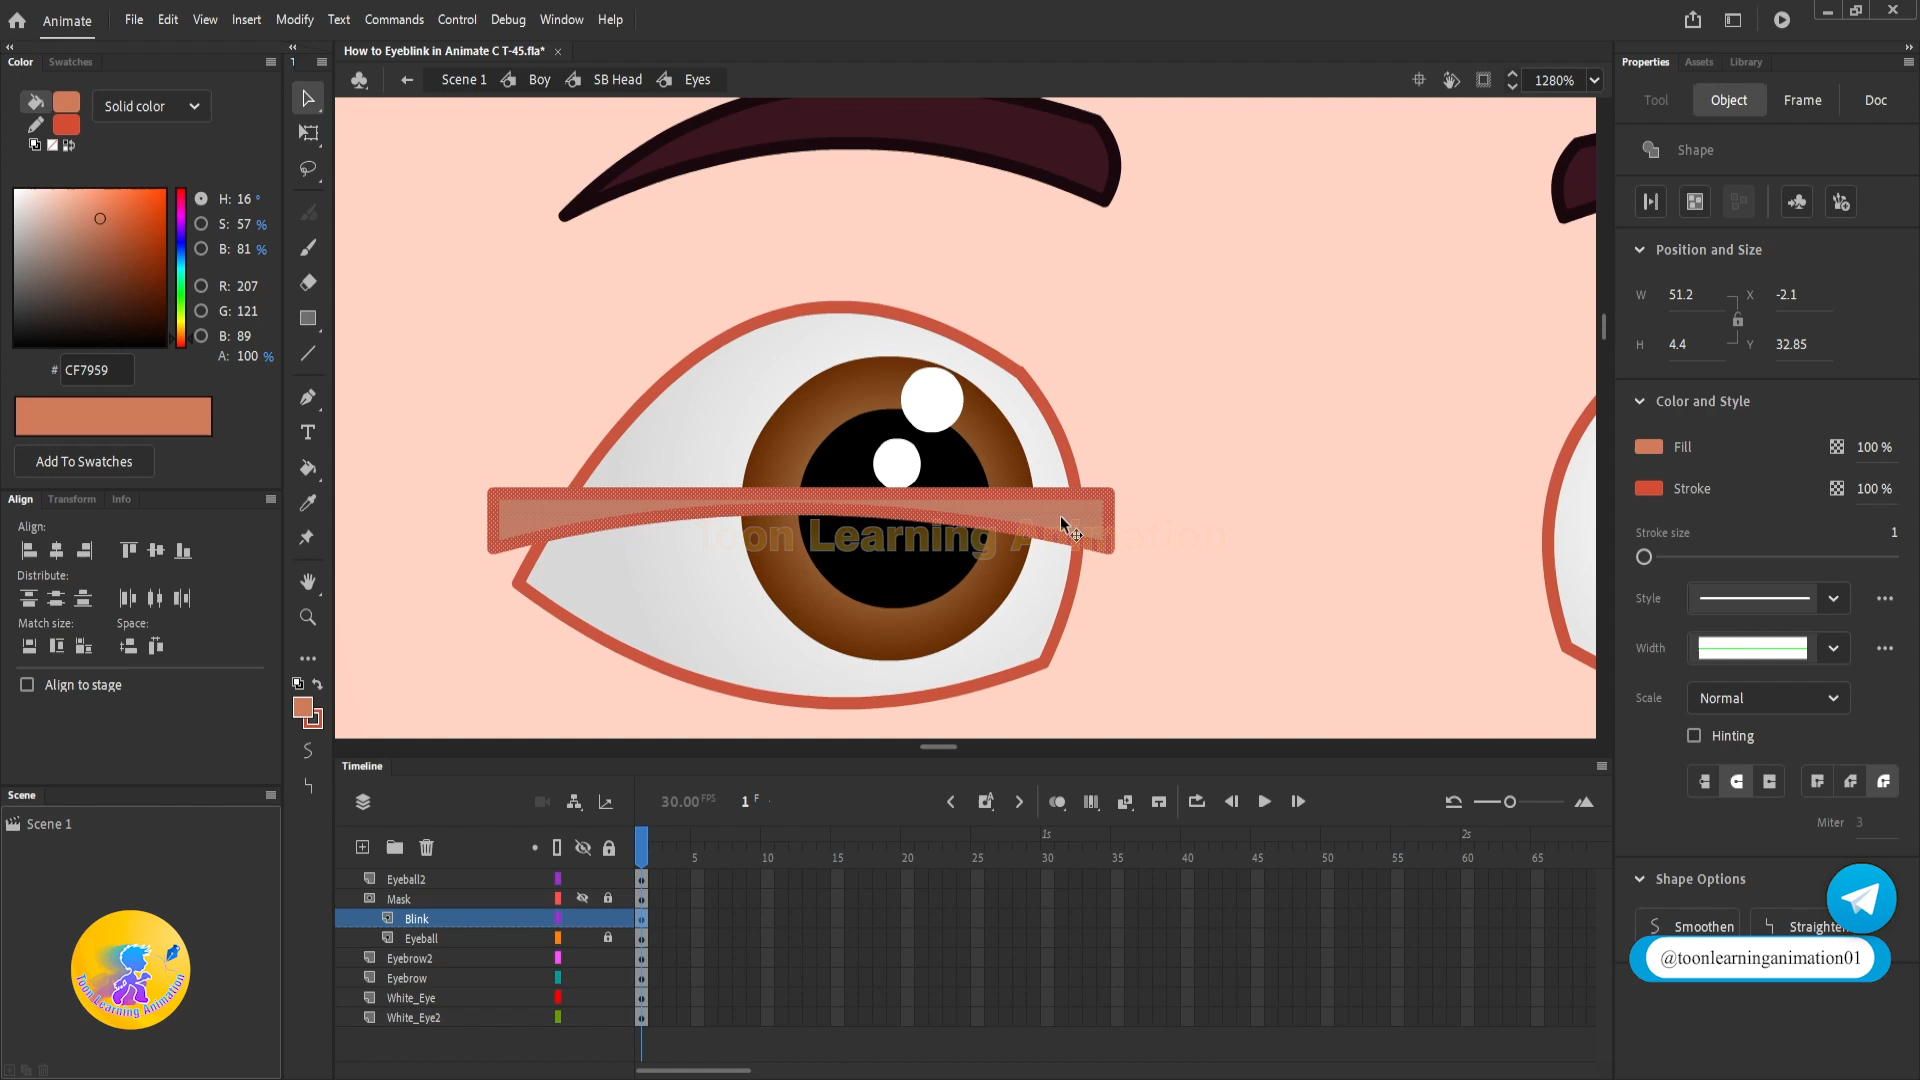 Animate
File Edit View Insert Modify Text Commands Control Debug Window Help
Color Swatches
How to Eyeblink in Animate C T-45.fla*
Scene 1 Boy SB Head Eyes
1280%
Properties Assets Library
Tool Object Frame Doc
Solid color
H: 16 °
S: 57 %
B: 81 %
R: 207
G: 121
B: 89
A: 100 %
# CF7959
Add To Swatches
Align Transform Info
Align:
Distribute:
Match size: Space:
Align to stage
Scene
Scene 1
Toon Learning Animation
Toon Learning Animation
Shape
Position and Size
W 51.2 X -2.1
H 4.4 Y 32.85
Color and Style
Fill 100 %
Stroke 100 %
Stroke size 1
Style
Width
Scale Normal
Hinting
Miter 3
Shape Options
Smoothen Straighten
@toonlearninganimation01
Timeline
30.00 FPS 1 F
1s 2s
5 10 15 20 25 30 35 40 45 50 55 60 65
Eyeball2
Mask
Blink
Eyeball
Eyebrow2
Eyebrow
White_Eye
White_Eye2